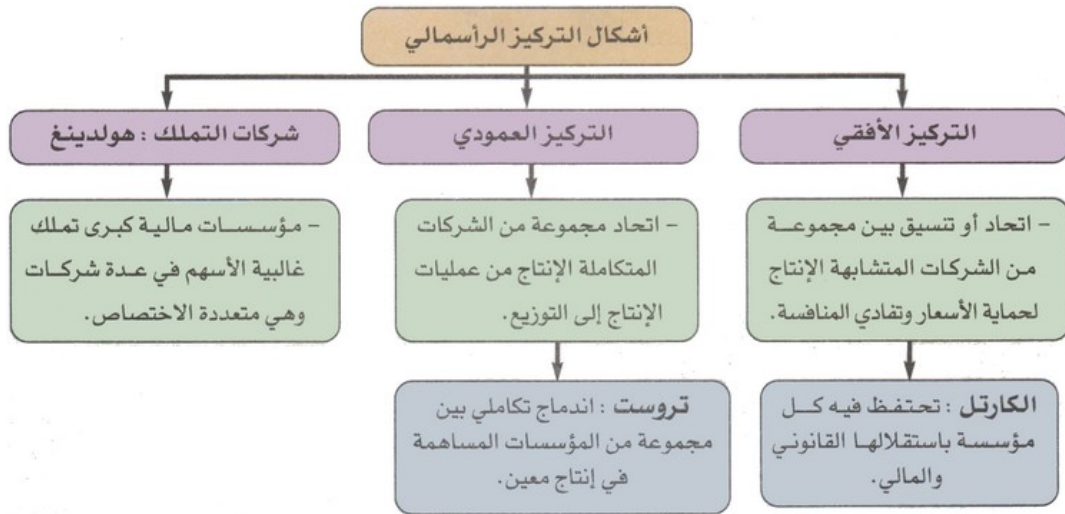 أشكال التركيز الرأسمالي
التركيز الأفقي
- اتحاد أو تنسيق بين مجموعة
من الشركات المتشابهة الإنتاج
لحماية الأسعار وتفادي المنافسة.
الكارتل : تحتفظ فيه كل
مؤسسة باستقلالها القانوني
والمالي.
التركيز العمودي
- اتحاد مجموعة من الشركات
المتكاملة الإنتاج من عمليات
الإنتاج إلى التوزيع.
تروست : اندماج تكاملي بين
مجموعة من المؤسسات المساهمة
في إنتاج معين.
شركات التملك : هولدينغ
- مؤسسات مالية كبرى تملك
غالبية الأسهم في عدة شركات
وهي متعددة الاختصاص.